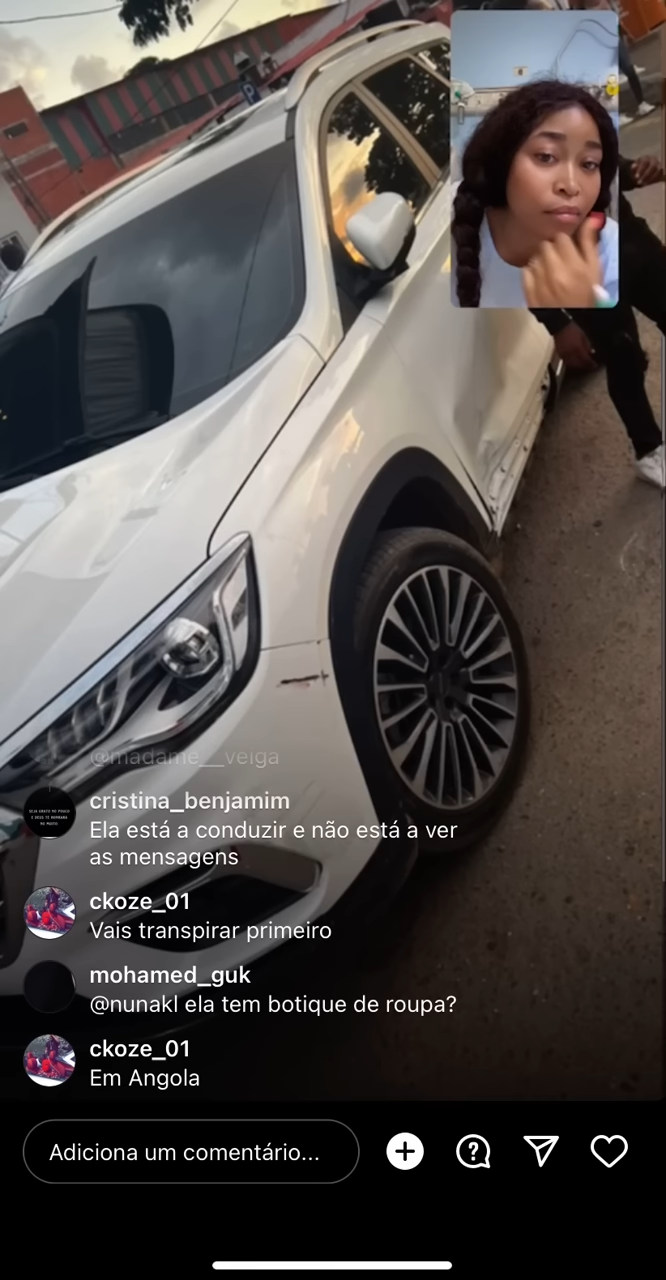 @madame__veiga
cristina_benjamim
Ela está a conduzir e não está a ver
as mensagens
ckoze_01
Vais transpirar primeiro
mohamed_guk
@nunakl ela tem botique de roupa?
ckoze_01
Em Angola
Adiciona um comentário...